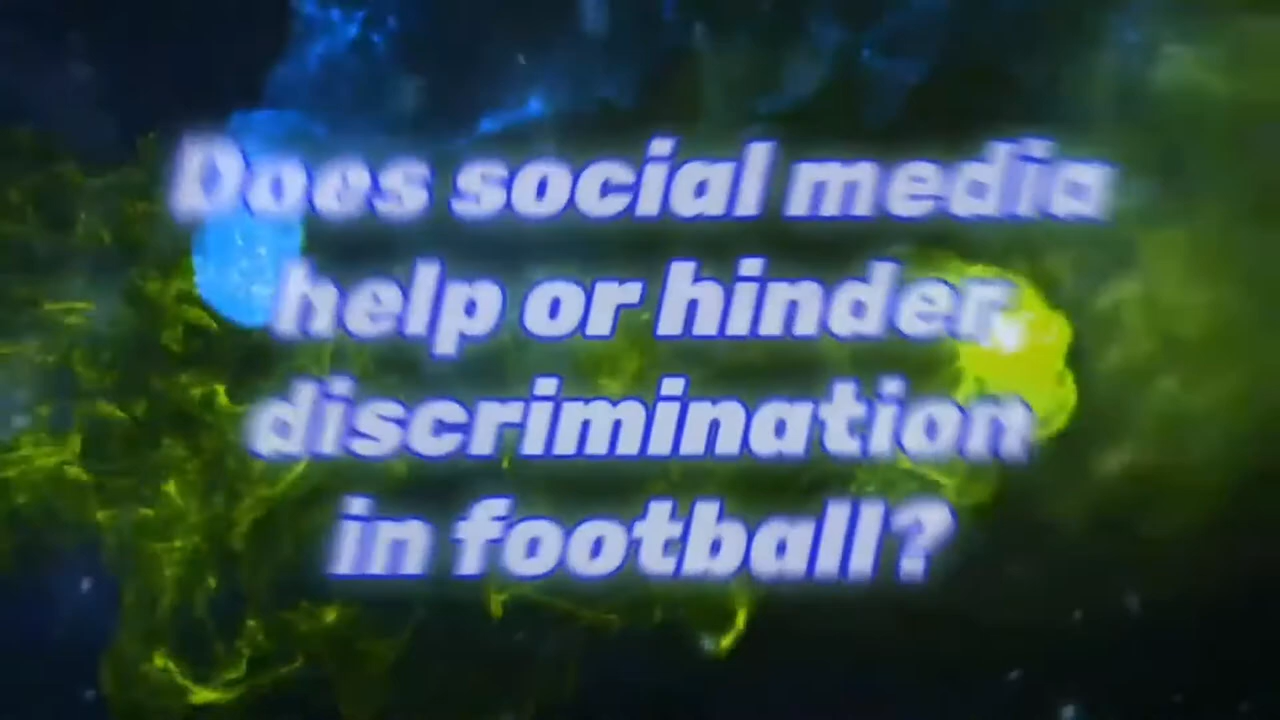 Does social media
help or hinder
discrimination
in football?